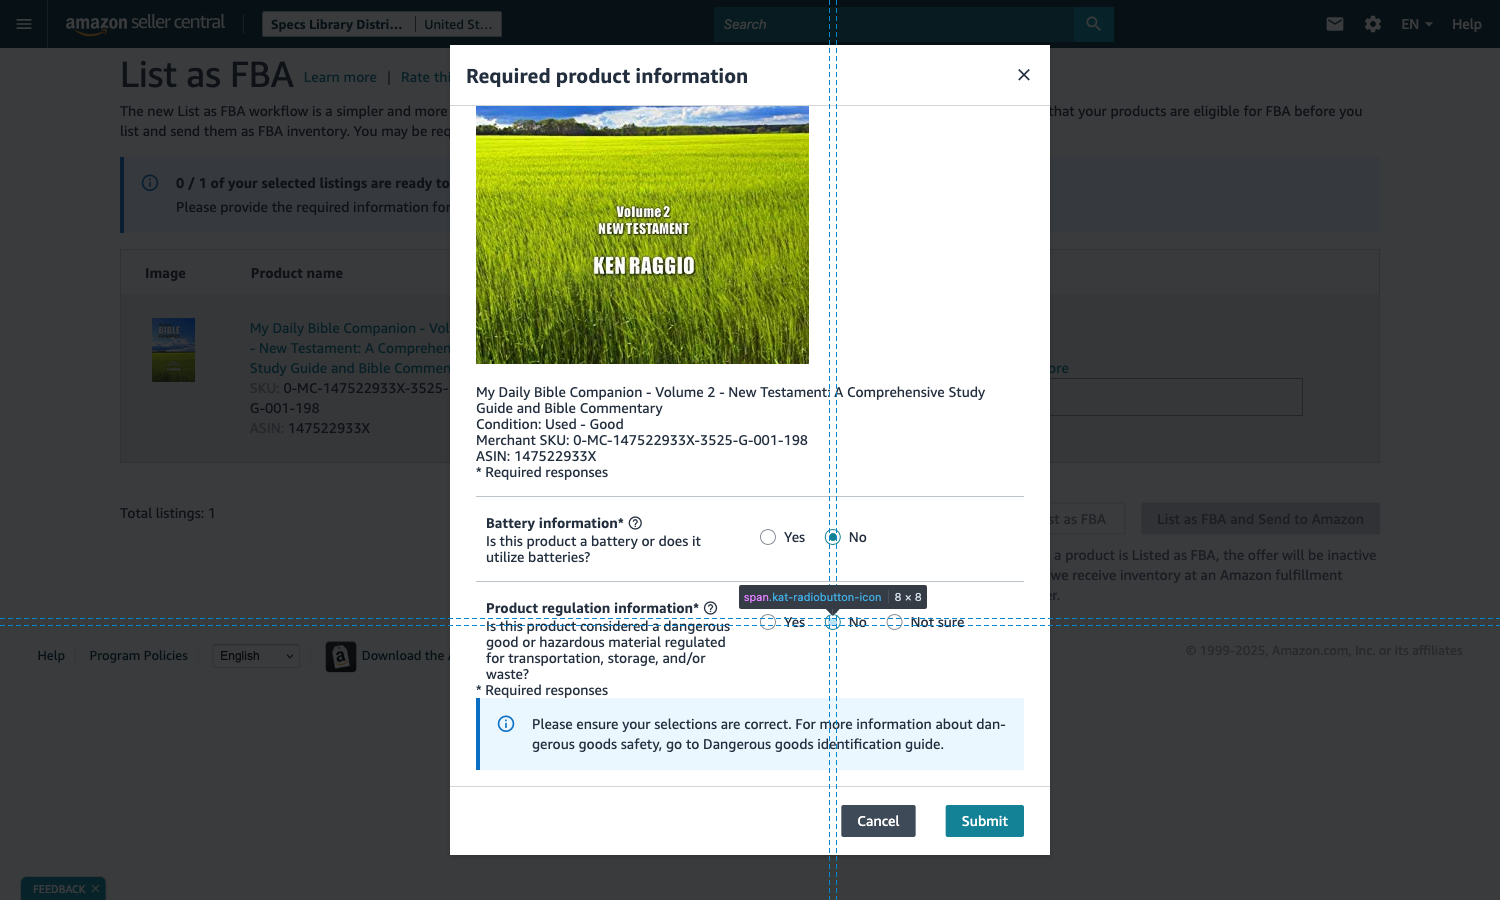 amazon seller central
Specs Library Distri... United St...
Search
EN
Help
List as FBA Learn more | Rate thi
The new List as FBA workflow is a simpler and more
that your products are eligible for FBA before you
list and send them as FBA inventory. You may be req
0 / 1 of your selected listings are ready to
Please provide the required information for
Image Product name
BIBLE
My Daily Bible Companion - Vol
- New Testament: A Comprehen
Study Guide and Bible Commen
SKU: 0-MC-147522933X-3525-
G-001-198
ASIN: 147522933X
ore
Total listings: 1
st as FBA
List as FBA and Send to Amazon
a product is Listed as FBA, the offer will be inactive
we receive inventory at an Amazon fulfillment
r.
Required product information
Volume 2
NEW TESTAMENT
KEN RAGGIO
My Daily Bible Companion - Volume 2 - New Testament: A Comprehensive Study
Guide and Bible Commentary
Condition: Used - Good
Merchant SKU: 0-MC-147522933X-3525-G-001-198
ASIN: 147522933X
* Required responses
Battery information*
Is this product a battery or does it
utilize batteries?
Yes No
span.kat-radiobutton-icon 8 × 8
Product regulation information*
Is this product considered a dangerous
good or hazardous material regulated
for transportation, storage, and/or
waste?
Yes No Not sure
* Required responses
Please ensure your selections are correct. For more information about dan-
gerous goods safety, go to Dangerous goods identification guide.
Cancel Submit
Help Program Policies English Download the A
© 1999-2025, Amazon.com, Inc. or its affiliates
FEEDBACK